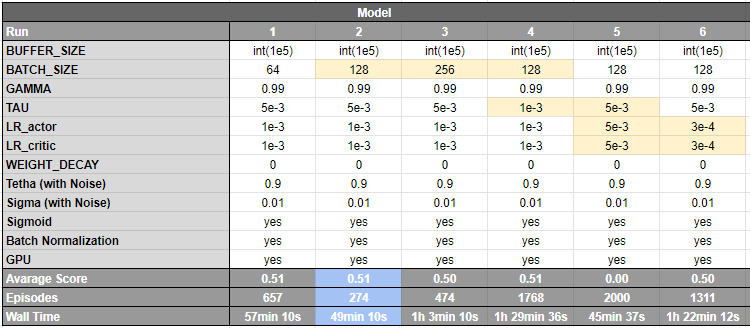 Model
Run 1 2 3 4 5 6
BUFFER_SIZE int(1e5) int(1e5) int(1e5) int(1e5) int(1e5) int(1e5)
BATCH_SIZE 64 128 256 128 128 128
GAMMA 0.99 0.99 0.99 0.99 0.99 0.99
TAU 5e-3 5e-3 5e-3 1e-3 5e-3 5e-3
LR_actor 1e-3 1e-3 1e-3 1e-3 5e-3 3e-4
LR_critic 1e-3 1e-3 1e-3 1e-3 5e-3 3e-4
WEIGHT_DECAY 0 0 0 0 0 0
Tetha (with Noise) 0.9 0.9 0.9 0.9 0.9 0.9
Sigma (with Noise) 0.01 0.01 0.01 0.01 0.01 0.01
Sigmoid yes yes yes yes yes yes
Batch Normalization yes yes yes yes yes yes
GPU yes yes yes yes yes yes
Avarage Score 0.51 0.51 0.50 0.51 0.00 0.50
Episodes 657 274 474 1768 2000 1311
Wall Time 57min 10s 49min 10s 1h 3min 10s 1h 29min 36s 45min 37s 1h 22min 12s